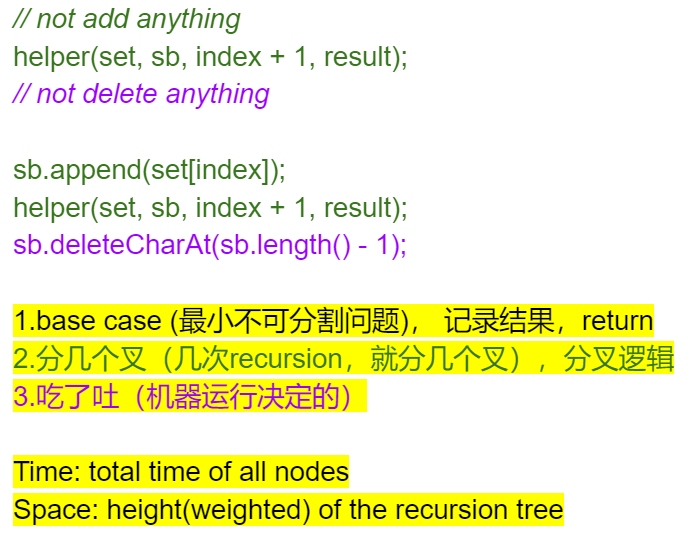 // not add anything
helper(set, sb, index + 1, result);
// not delete anything
sb.append(set[index]);
helper(set, sb, index + 1, result);
sb.deleteCharAt(sb.length() - 1);
1.base case (最小不可分割问题)， 记录结果，return
2.分几个叉（几次recursion，就分几个叉），分叉逻辑
3.吃了吐（机器运行决定的）
Time: total time of all nodes
Space: height(weighted) of the recursion tree